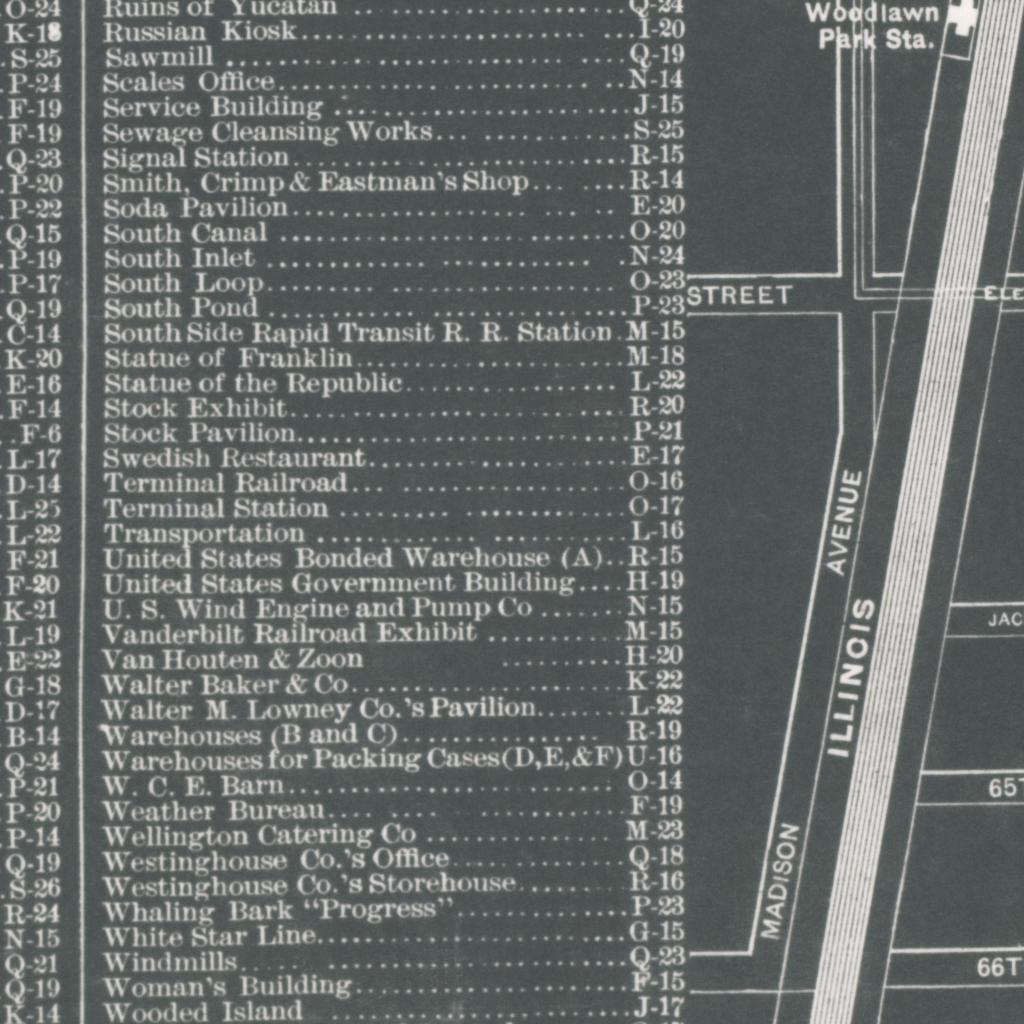 O-24
K-18
S-25
P-24
F-19
F-19
Q-23
P-20
P-22
Q-15
P-19
P-17
Q-19
C-14
K-20
E-16
F-14
F-6
L-17
D-14
L-25
L-22
F-21
F-20
K-21
L-19
E-22
G-18
D-17
B-14
Q-24
P-21
P-20
P-14
Q-19
S-26
R-24
N-15
Q-21
Q-19
K-14
Ruins of Yucatan Q-24
Russian Kiosk I-20
Sawmill Q-19
Scales Office N-14
Service Building J-15
Sewage Cleansing Works S-25
Signal Station R-15
Smith, Crimp & Eastman's Shop R-14
Soda Pavilion E-20
South Canal O-20
South Inlet N-24
South Loop O-23
South Pond P-23
South Side Rapid Transit R. R. Station M-15
Statue of Franklin M-18
Statue of the Republic L-22
Stock Exhibit R-20
Stock Pavilion P-21
Swedish Restaurant E-17
Terminal Railroad O-16
Terminal Station O-17
Transportation L-16
United States Bonded Warehouse (A) R-15
United States Government Building H-19
U. S. Wind Engine and Pump Co N-15
Vanderbilt Railroad Exhibit M-15
Van Houten & Zoon H-20
Walter Baker & Co. K-22
Walter M. Lowney Co.'s Pavilion L-22
Warehouses (B and C) R-19
Warehouses for Packing Cases (D, E, & F) U-16
W. C. E. Barn O-14
Weather Bureau F-19
Wellington Catering Co M-23
Westinghouse Co.'s Office Q-18
Westinghouse Co.'s Storehouse R-16
Whaling Bark "Progress" P-23
White Star Line G-15
Windmills Q-23
Woman's Building F-15
Wooded Island J-17
Woodlawn
Park Sta.
STREET
ELE
AVENUE
MADISON
ILLINOIS
JAC
65T
66T